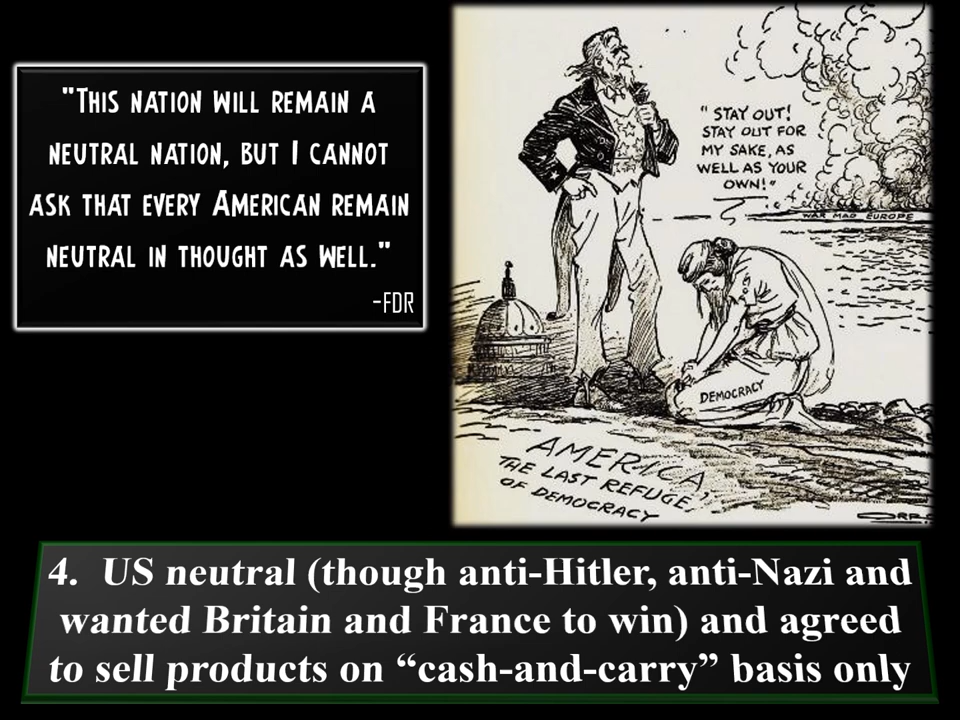 "This nation will remain a
neutral nation, but I cannot
ask that every American remain
neutral in thought as well."
-FDR
"STAY OUT!
STAY OUT FOR
MY SAKE, AS
WELL AS YOUR
OWN!"
WAR MAD EUROPE
DEMOCRACY
AMERICA,
THE LAST REFUGE
OF DEMOCRACY
ORR
4. US neutral (though anti-Hitler, anti-Nazi and
wanted Britain and France to win) and agreed
to sell products on “cash-and-carry” basis only